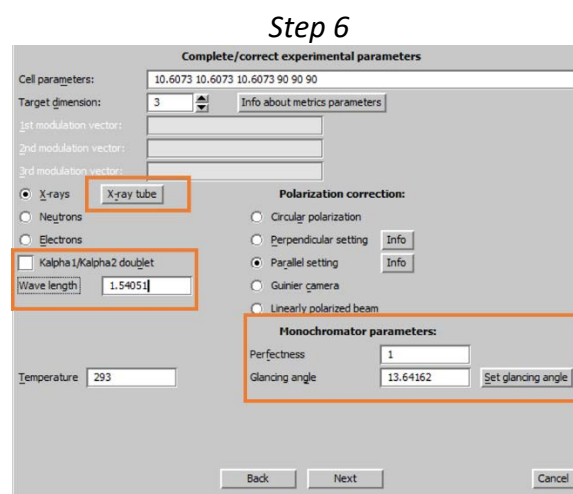 Step 6
Complete/correct experimental parameters
Cell parameters: 10.6073 10.6073 10.6073 90 90 90
Target dimension: 3 Info about metrics parameters
1st modulation vector:
2nd modulation vector:
3rd modulation vector:
X-rays X-ray tube Polarization correction:
Neutrons Circular polarization
Electrons Perpendicular setting Info
Kalpha1/Kalpha2 doublet Parallel setting Info
Wave length 1.54051 Guinier camera
Linearly polarized beam
Monochromator parameters:
Perfectness 1
Temperature 293 Glancing angle 13.64162 Set glancing angle
Back Next Cancel